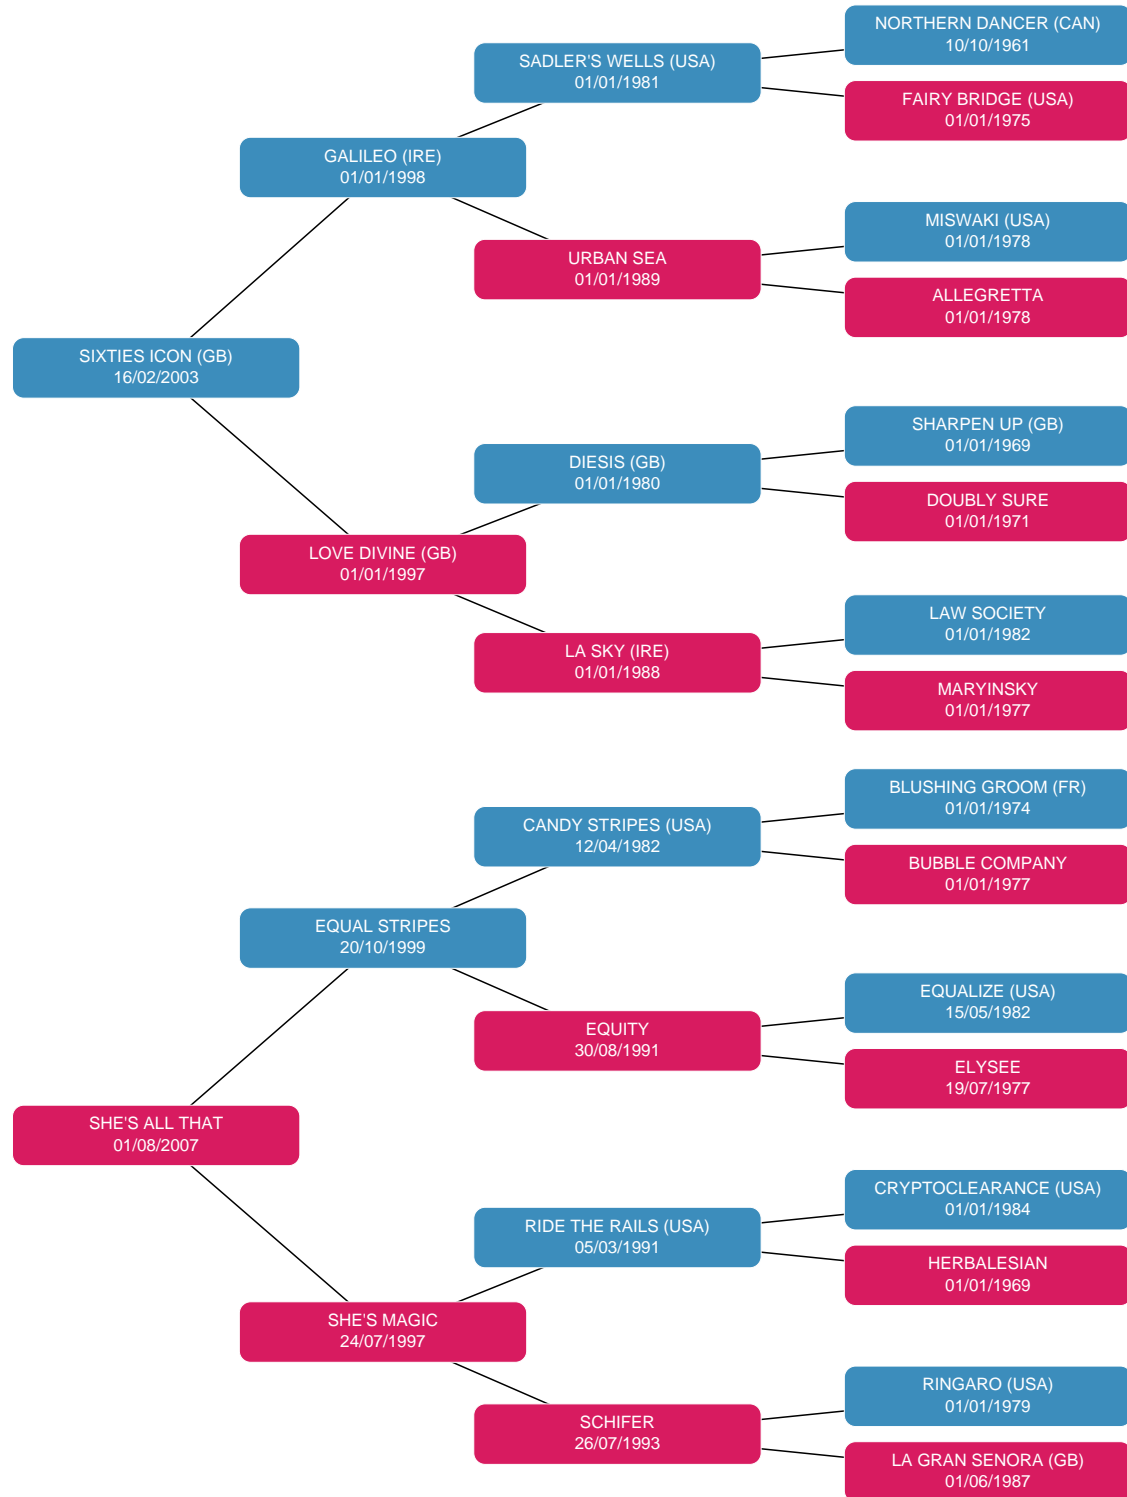 NORTHERN DANCER (CAN)
10/10/1961
SADLER'S WELLS (USA)
01/01/1981
FAIRY BRIDGE (USA)
01/01/1975
GALILEO (IRE)
01/01/1998
MISWAKI (USA)
01/01/1978
URBAN SEA
01/01/1989
ALLEGRETTA
01/01/1978
SIXTIES ICON (GB)
16/02/2003
SHARPEN UP (GB)
01/01/1969
DIESIS (GB)
01/01/1980
DOUBLY SURE
01/01/1971
LOVE DIVINE (GB)
01/01/1997
LAW SOCIETY
01/01/1982
LA SKY (IRE)
01/01/1988
MARYINSKY
01/01/1977
BLUSHING GROOM (FR)
01/01/1974
CANDY STRIPES (USA)
12/04/1982
BUBBLE COMPANY
01/01/1977
EQUAL STRIPES
20/10/1999
EQUALIZE (USA)
15/05/1982
EQUITY
30/08/1991
ELYSEE
19/07/1977
SHE'S ALL THAT
01/08/2007
CRYPTOCLEARANCE (USA)
01/01/1984
RIDE THE RAILS (USA)
05/03/1991
HERBALESIAN
01/01/1969
SHE'S MAGIC
24/07/1997
RINGARO (USA)
01/01/1979
SCHIFER
26/07/1993
LA GRAN SENORA (GB)
01/06/1987